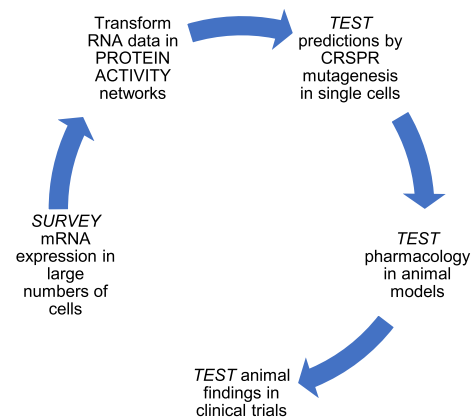 Transform
RNA data in
PROTEIN
ACTIVITY
networks
TEST
predictions by
CRSPR
mutagenesis
in single cells
SURVEY
mRNA
expression in
large
numbers of
cells
TEST
pharmacology
in animal
models
TEST animal
findings in
clinical trials